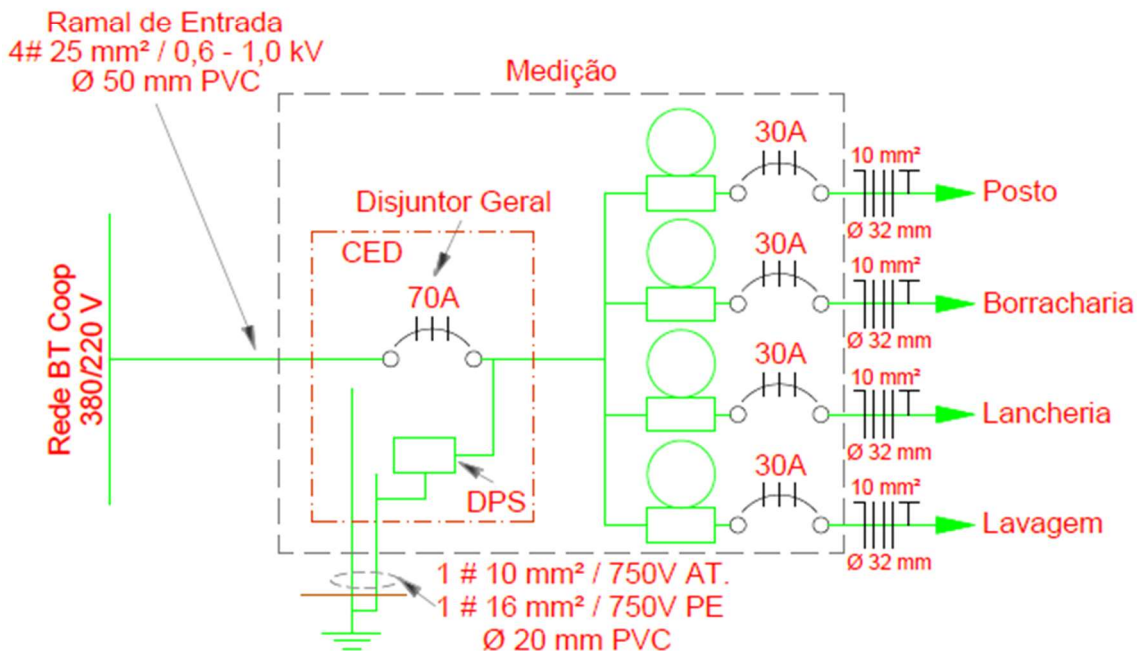 Ramal de Entrada
4# 25 mm² / 0,6 - 1,0 kV
Ø 50 mm PVC
Medição
Rede BT Coop
380/220 V
Disjuntor Geral
CED
70A
DPS
30A
10 mm²
Ø 32 mm
Posto
30A
10 mm²
Ø 32 mm
Borracharia
30A
10 mm²
Ø 32 mm
Lancheria
30A
10 mm²
Ø 32 mm
Lavagem
1 # 10 mm² / 750V AT.
1 # 16 mm² / 750V PE
Ø 20 mm PVC